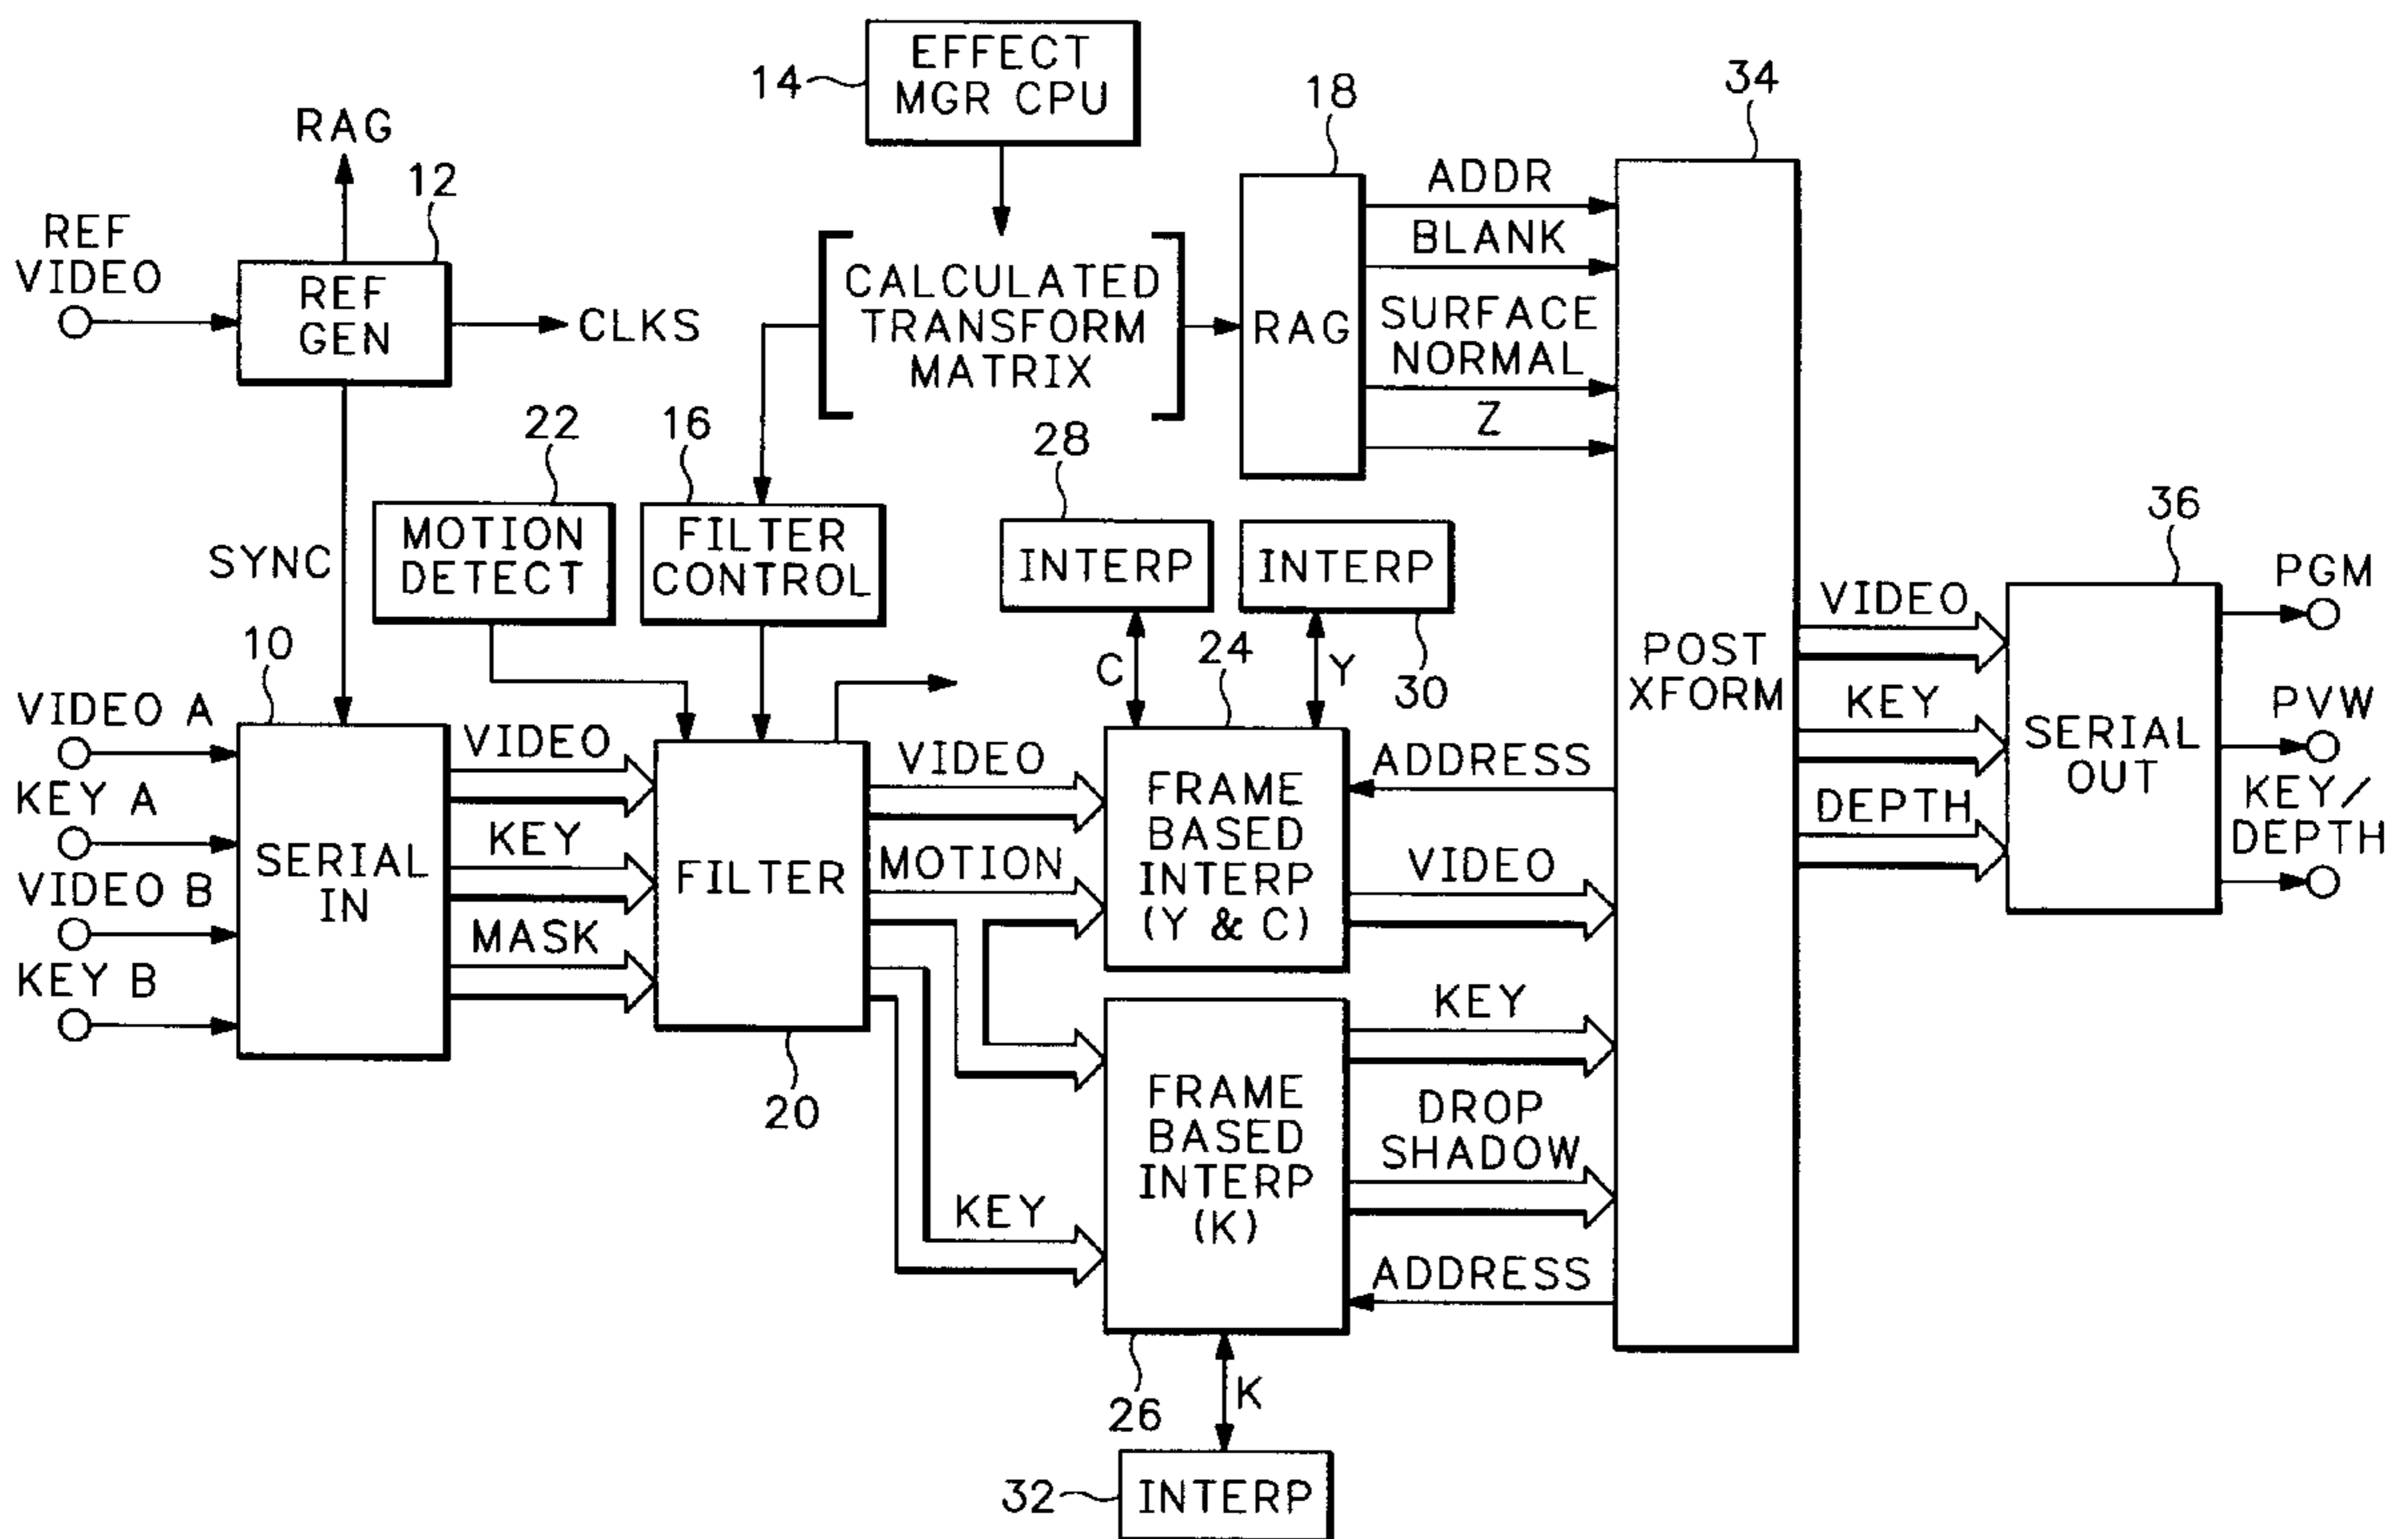 EFFECT
MGR CPU
14
18
34
RAG
12
ADDR
REF
VIDEO
BLANK
REF
GEN
CLKS
CALCULATED
TRANSFORM
MATRIX
RAG
SURFACE
NORMAL
Z
22
16
28
36
SYNC
MOTION
DETECT
FILTER
CONTROL
INTERP
INTERP
PGM
10
C
24
Y
30
POST
XFORM
VIDEO
VIDEO A
VIDEO
VIDEO
ADDRESS
KEY
SERIAL
OUT
PVW
KEY A
KEY
FRAME
BASED
INTERP
(Y & C)
DEPTH
KEY/
DEPTH
SERIAL
IN
FILTER
MOTION
VIDEO
VIDEO B
MASK
KEY B
KEY
20
FRAME
BASED
INTERP
(K)
DROP
SHADOW
KEY
ADDRESS
26
K
32
INTERP